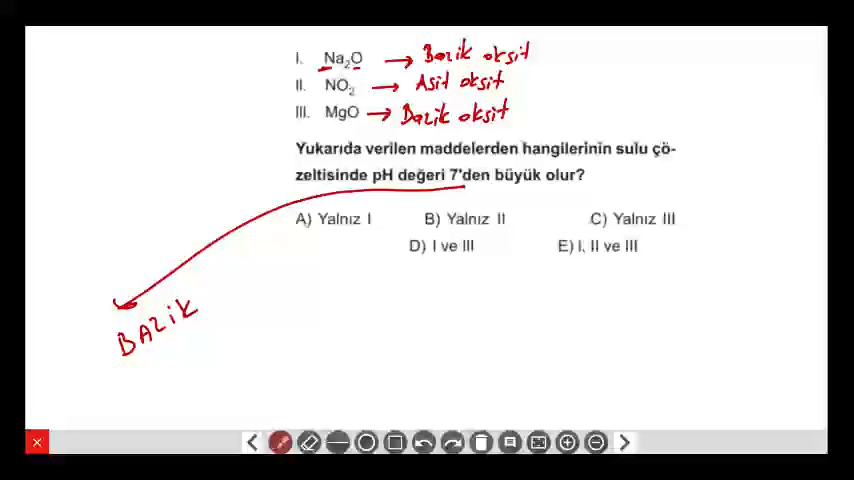 I. Na₂O → Bazik oksit
II. NO₂ → Asit oksit
III. MgO → Bazik oksit
Yukarıda verilen maddelerden hangilerinin sulu çö-
zeltisinde pH değeri 7'den büyük olur?
A) Yalnız I B) Yalnız II C) Yalnız III
D) I ve III E) I, II ve III
BAZiK